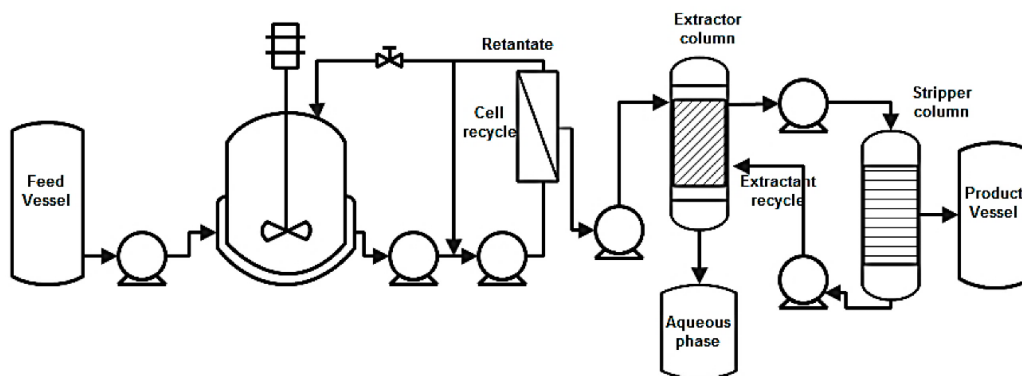 Extractor
column
Retantate
Stripper
column
Cell
recycle
Feed
Vessel
Extractant
recycle
Product
Vessel
Aqueous
phase